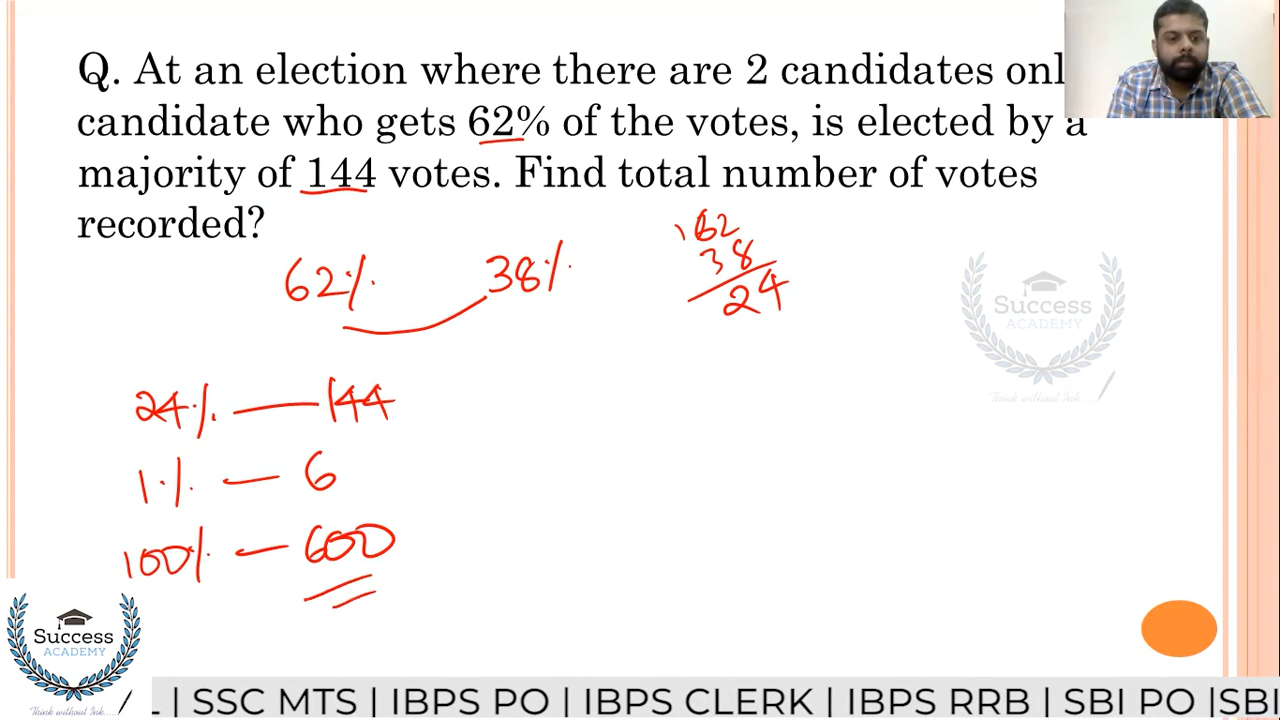 Q. At an election where there are 2 candidates onl
candidate who gets 62% of the votes, is elected by a
majority of 144 votes. Find total number of votes
recorded?
62
38
24
62% 38%
24% — 144
1% — 6
100% — 600
Success
ACADEMY
Think without Ink....
Success
ACADEMY
Think without Ink....
L | SSC MTS | IBPS PO | IBPS CLERK | IBPS RRB | SBI PO |SBI